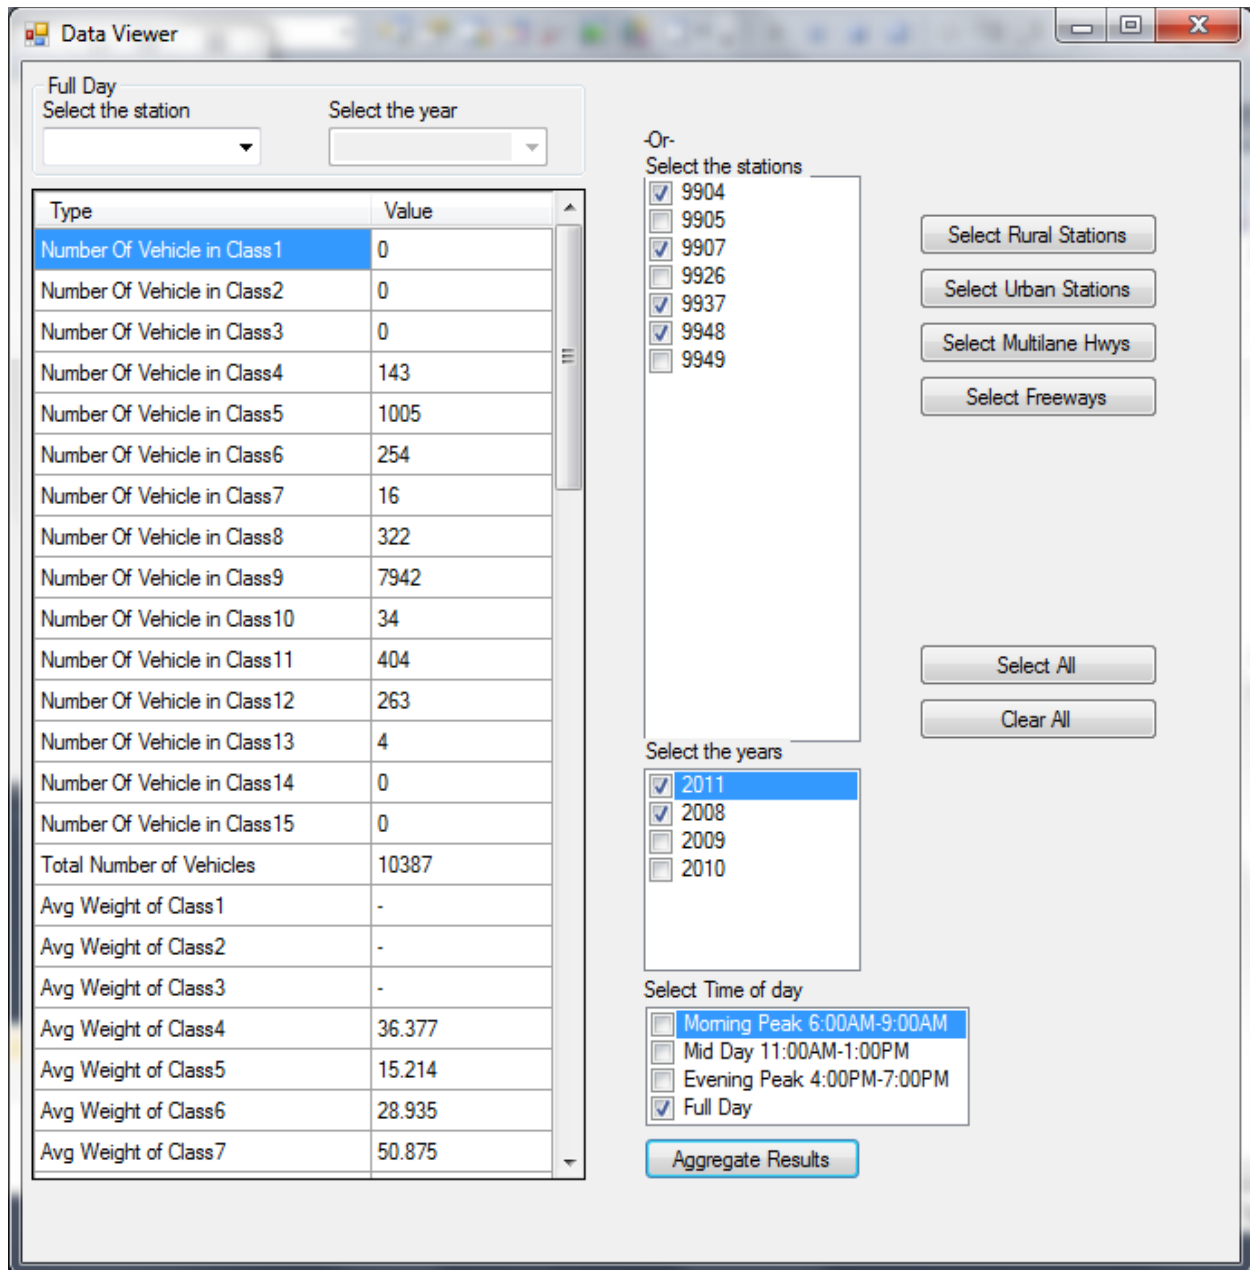 Data Viewer
Full Day
Select the station
Select the year
Type Value
Number Of Vehicle in Class1 0
Number Of Vehicle in Class2 0
Number Of Vehicle in Class3 0
Number Of Vehicle in Class4 143
Number Of Vehicle in Class5 1005
Number Of Vehicle in Class6 254
Number Of Vehicle in Class7 16
Number Of Vehicle in Class8 322
Number Of Vehicle in Class9 7942
Number Of Vehicle in Class10 34
Number Of Vehicle in Class11 404
Number Of Vehicle in Class12 263
Number Of Vehicle in Class13 4
Number Of Vehicle in Class14 0
Number Of Vehicle in Class15 0
Total Number of Vehicles 10387
Avg Weight of Class1 -
Avg Weight of Class2 -
Avg Weight of Class3 -
Avg Weight of Class4 36.377
Avg Weight of Class5 15.214
Avg Weight of Class6 28.935
Avg Weight of Class7 50.875
-Or-
Select the stations
9904
9905
9907
9926
9937
9948
9949
Select Rural Stations
Select Urban Stations
Select Multilane Hwys
Select Freeways
Select All
Clear All
Select the years
2011
2008
2009
2010
Select Time of day
Morning Peak 6:00AM-9:00AM
Mid Day 11:00AM-1:00PM
Evening Peak 4:00PM-7:00PM
Full Day
Aggregate Results